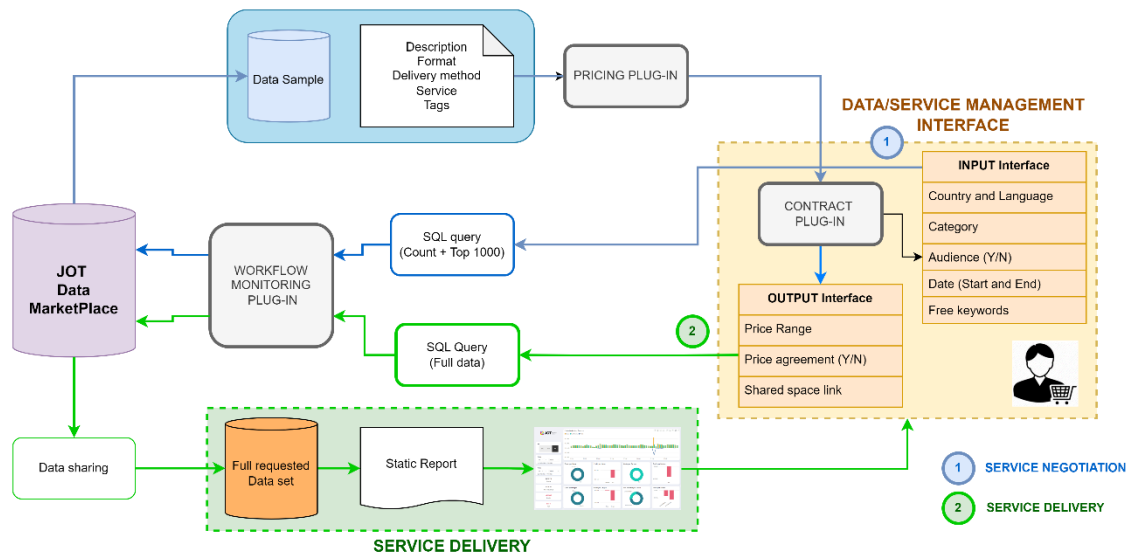 Data Sample
Description
Format
Delivery method
Service
Tags
PRICING PLUG-IN
DATA/SERVICE MANAGEMENT
INTERFACE
1
INPUT Interface
Country and Language
Category
Audience (Y/N)
Date (Start and End)
Free keywords
CONTRACT
PLUG-IN
SQL query
(Count + Top 1000)
WORKFLOW
MONITORING
PLUG-IN
JOT
Data
MarketPlace
OUTPUT Interface
Price Range
Price agreement (Y/N)
Shared space link
2
SQL Query
(Full data)
Data sharing
Full requested
Data set
Static Report
JOT
SERVICE DELIVERY
1
SERVICE NEGOTIATION
2
SERVICE DELIVERY